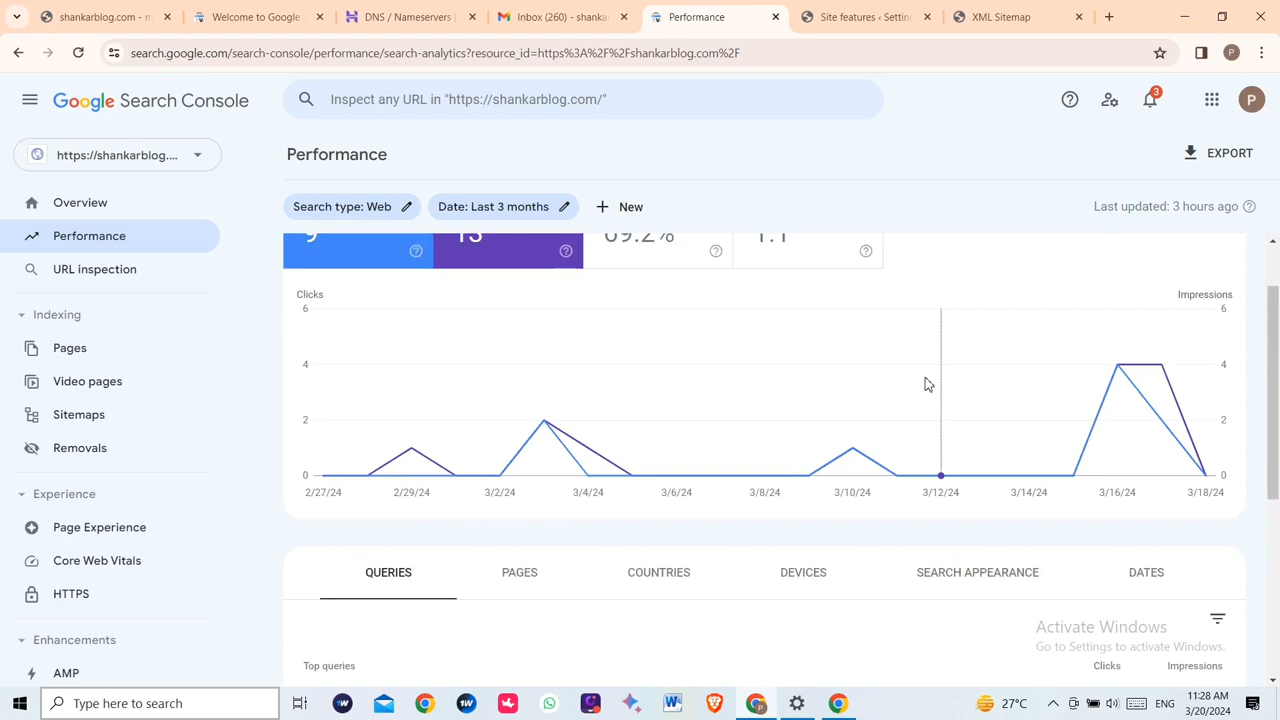 shankarblog.com - m
Welcome to Google
DNS / Nameservers |
Inbox (260) - shanka
Performance
Site features ‹ Setting
XML Sitemap
search.google.com/search-console/performance/search-analytics?resource_id=https%3A%2F%2Fshankarblog.com%2F
P
Google Search Console
Inspect any URL in "https://shankarblog.com/"
3
P
https://shankarblog....
Performance
EXPORT
Search type: Web
Date: Last 3 months
New
Last updated: 3 hours ago
Overview
Performance
URL inspection
Indexing
Pages
Video pages
Sitemaps
Removals
Experience
Page Experience
Core Web Vitals
HTTPS
Enhancements
AMP
9
13
69.2%
1.1
Clicks
Impressions
6
6
4
4
2
2
0
0
2/27/24
2/29/24
3/2/24
3/4/24
3/6/24
3/8/24
3/10/24
3/12/24
3/14/24
3/16/24
3/18/24
QUERIES
PAGES
COUNTRIES
DEVICES
SEARCH APPEARANCE
DATES
Top queries
Clicks
Impressions
Activate Windows
Go to Settings to activate Windows.
Type here to search
27°C
ENG
11:28 AM
3/20/2024